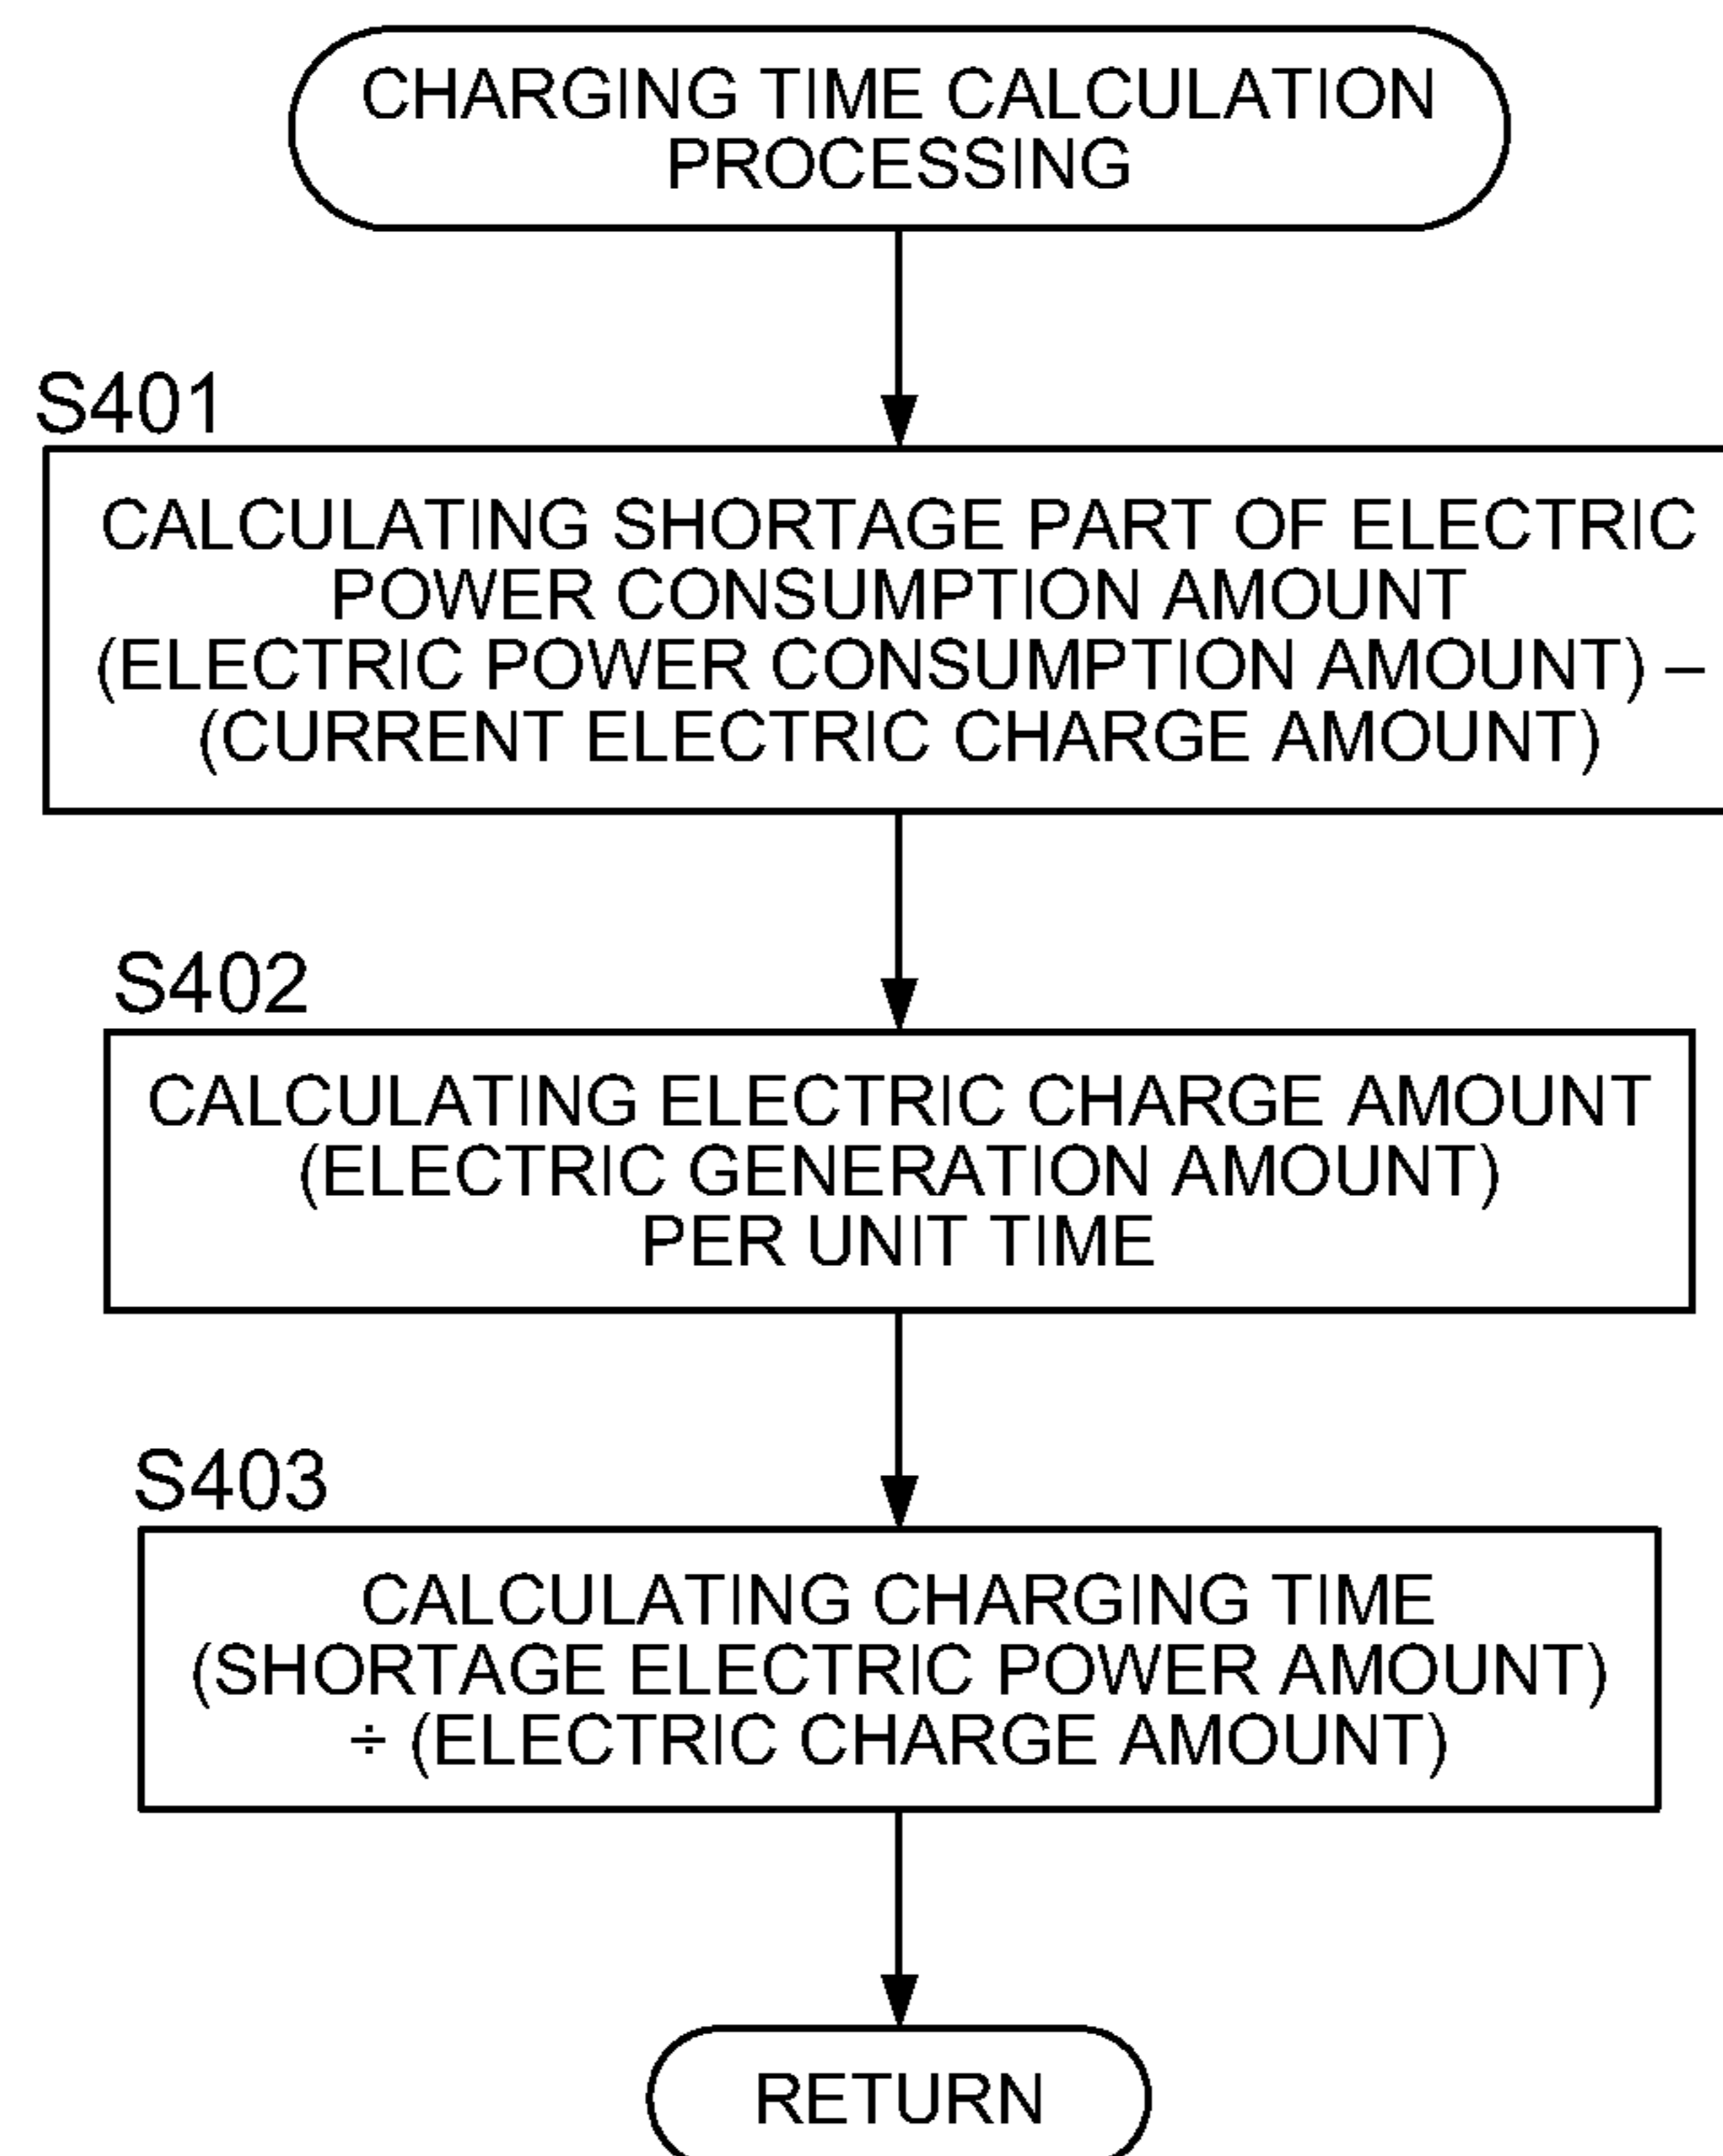 CHARGING TIME CALCULATION
PROCESSING
S401
CALCULATING SHORTAGE PART OF ELECTRIC
POWER CONSUMPTION AMOUNT
(ELECTRIC POWER CONSUMPTION AMOUNT) –
(CURRENT ELECTRIC CHARGE AMOUNT)
S402
CALCULATING ELECTRIC CHARGE AMOUNT
(ELECTRIC GENERATION AMOUNT)
PER UNIT TIME
S403
CALCULATING CHARGING TIME
(SHORTAGE ELECTRIC POWER AMOUNT)
÷ (ELECTRIC CHARGE AMOUNT)
RETURN